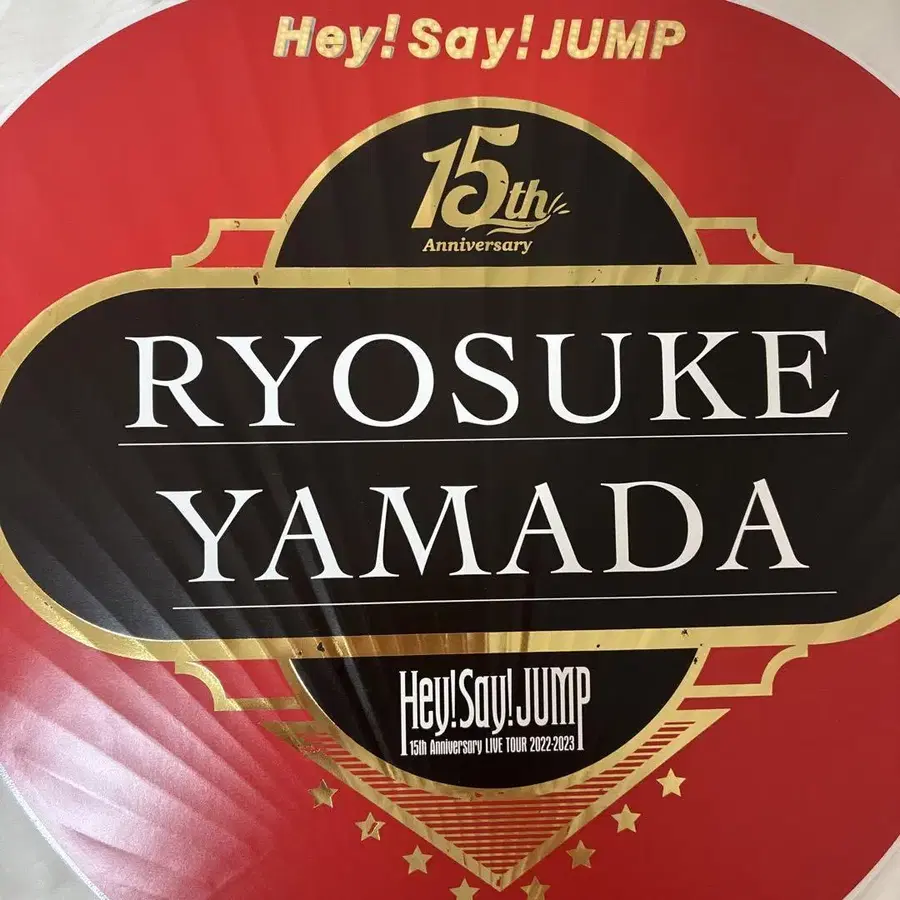 Hey! Say! JUMP
15th
Anniversary
RYOSUKE
YAMADA
Hey! Say! JUMP
15th Anniversary LIVE TOUR 2022-2023